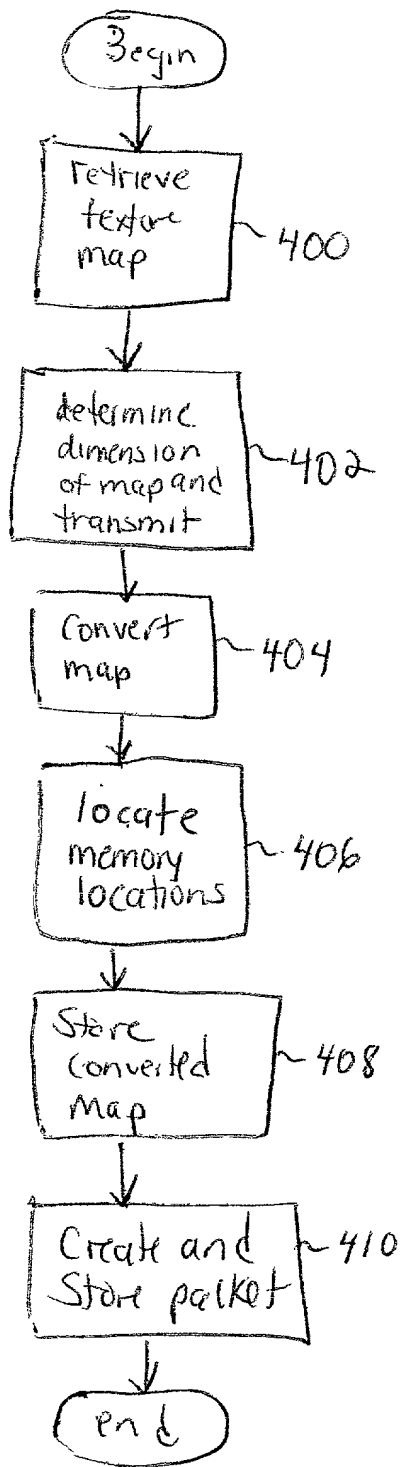 Begin
retrieve
texture
map
400
determine
dimension
of map and
transmit
402
Convert
map
404
locate
memory
locations
406
Store
Converted
Map
408
Create and
Store packet
410
end